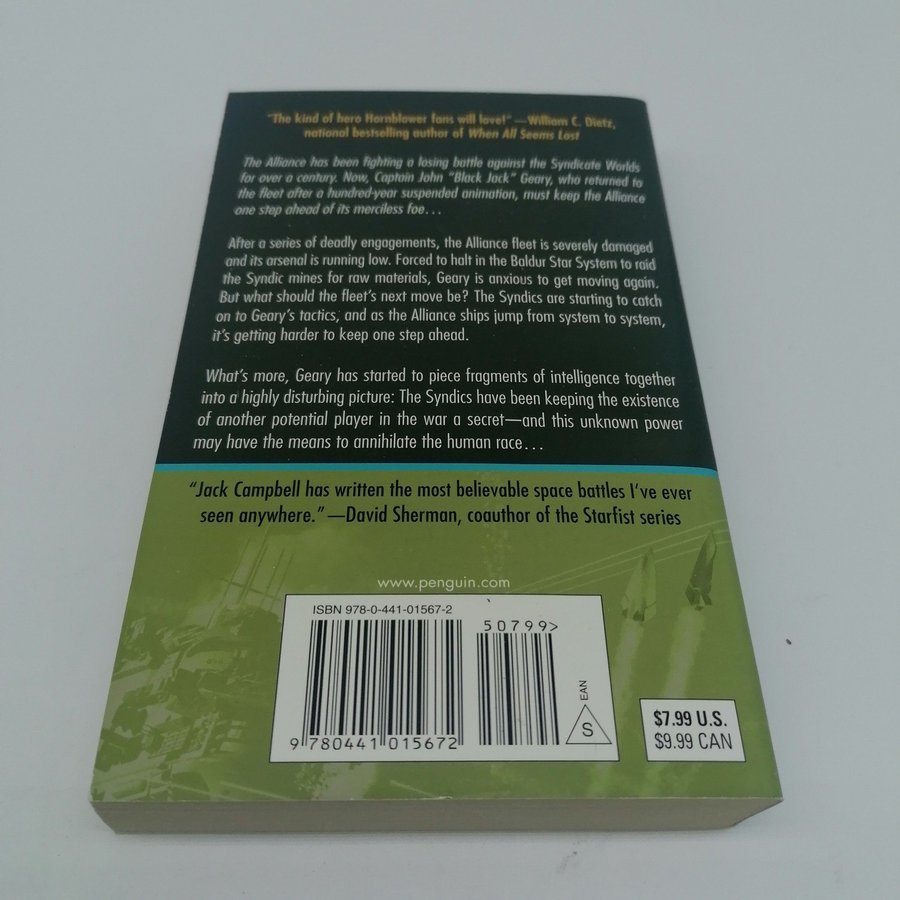 "The kind of hero Hornblower fans will love!" —William C. Dietz,
national bestselling author of When All Seems Lost
The Alliance has been fighting a losing battle against the Syndicate Worlds
for over a century. Now, Captain John "Black Jack" Geary, who returned to
the fleet after a hundred-year suspended animation, must keep the Alliance
one step ahead of its merciless foe...
After a series of deadly engagements, the Alliance fleet is severely damaged
and its arsenal is running low. Forced to halt in the Baldur Star System to raid
the Syndic mines for raw materials, Geary is anxious to get moving again.
But what should the fleet's next move be? The Syndics are starting to catch
on to Geary's tactics, and as the Alliance ships jump from system to system,
it's getting harder to keep one step ahead.
What's more, Geary has started to piece fragments of intelligence together
into a highly disturbing picture: The Syndics have been keeping the existence
of another potential player in the war a secret—and this unknown power
may have the means to annihilate the human race...
"Jack Campbell has written the most believable space battles I've ever
seen anywhere." —David Sherman, coauthor of the Starfist series
www.penguin.com
ISBN 978-0-441-01567-2
50799>
9 780441 015672
EAN
S
$7.99 U.S.
$9.99 CAN